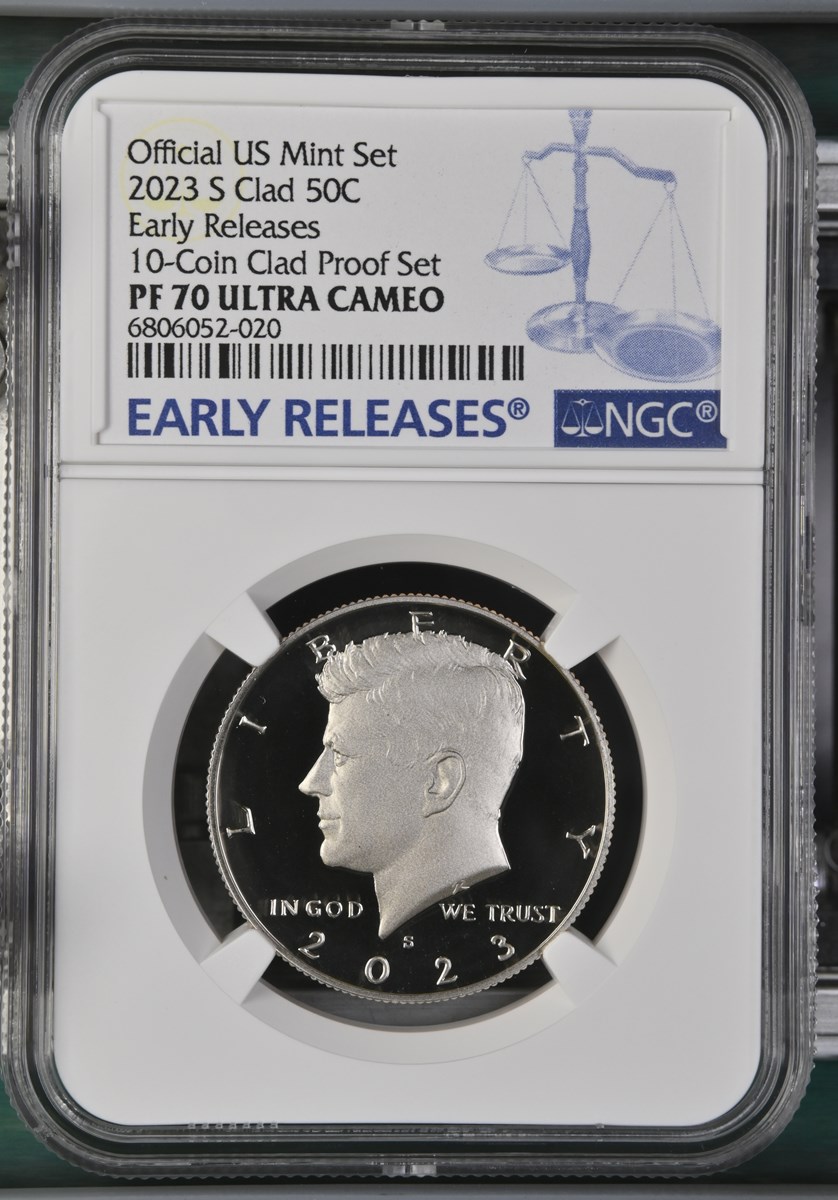 Official US Mint Set
2023 S Clad 50C
Early Releases
10-Coin Clad Proof Set
PF 70 ULTRA CAMEO
6806052-020
EARLY RELEASES®
NGC®
LIBERTY
IN GOD WE TRUST
S
2023